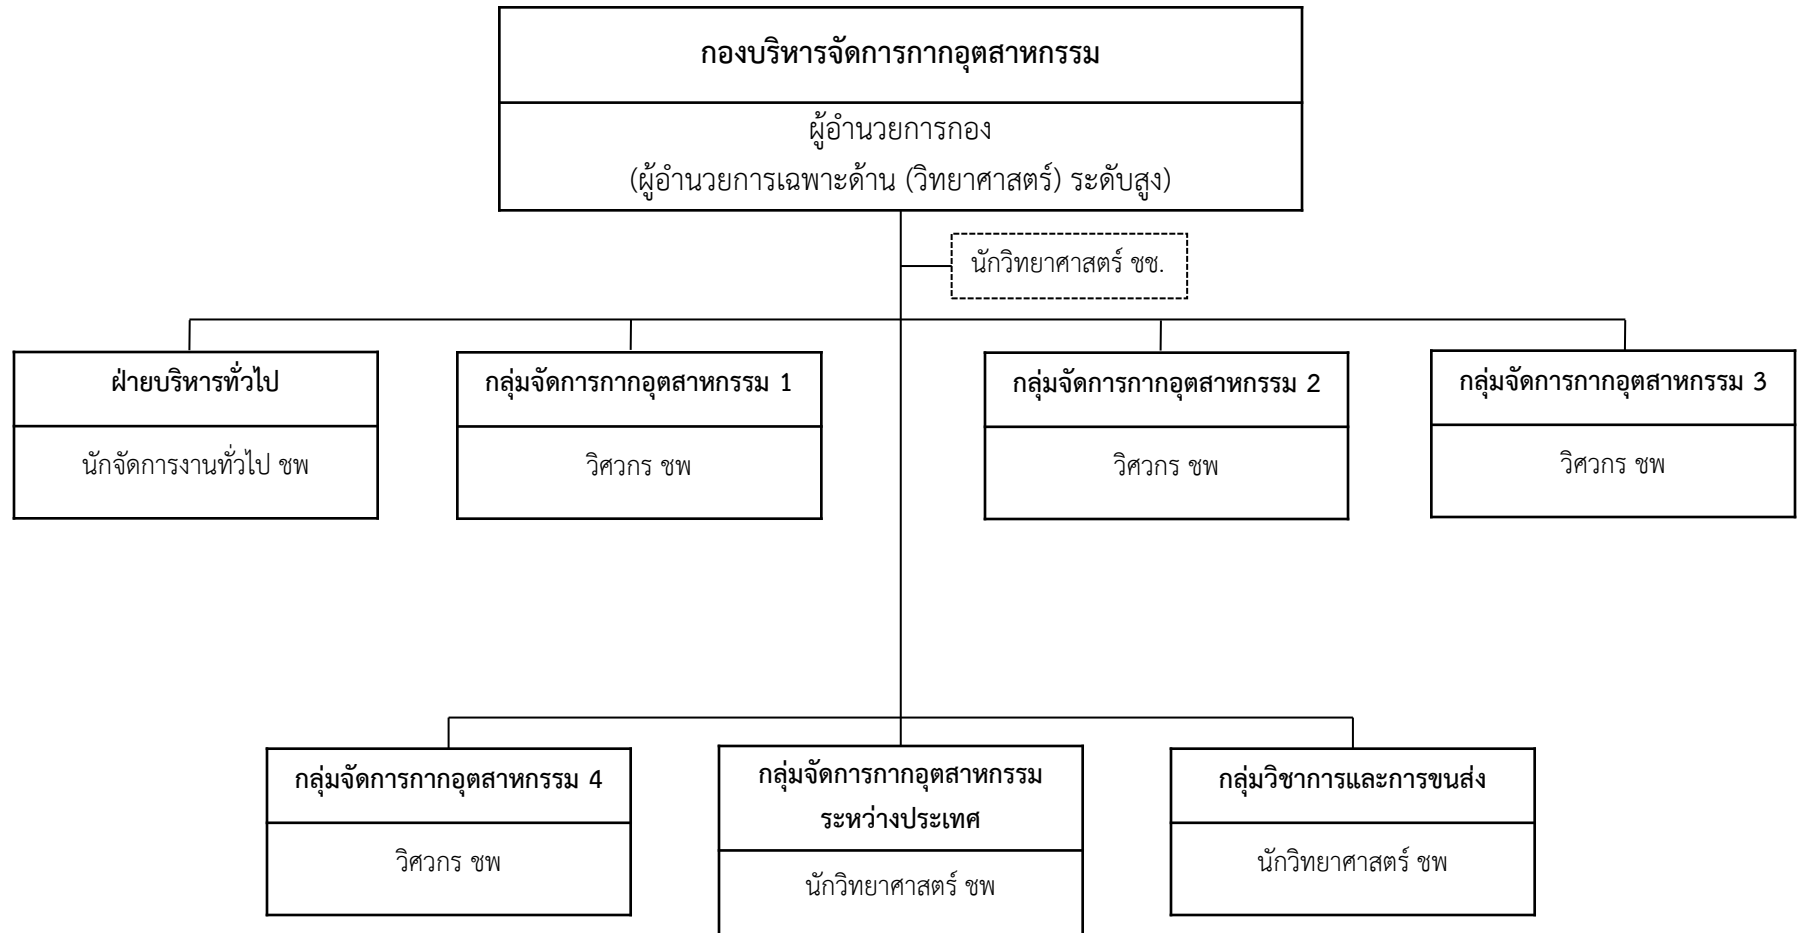 กองบริหารจัดการกากอุตสาหกรรม
ผู้อำนวยการกอง
(ผู้อำนวยการเฉพาะด้าน (วิทยาศาสตร์) ระดับสูง)
นักวิทยาศาสตร์ ชช.
ฝ่ายบริหารทั่วไป
นักจัดการงานทั่วไป ชพ
กลุ่มจัดการกากอุตสาหกรรม 1
วิศวกร ชพ
กลุ่มจัดการกากอุตสาหกรรม 2
วิศวกร ชพ
กลุ่มจัดการกากอุตสาหกรรม 3
วิศวกร ชพ
กลุ่มจัดการกากอุตสาหกรรม 4
วิศวกร ชพ
กลุ่มจัดการกากอุตสาหกรรม
ระหว่างประเทศ
นักวิทยาศาสตร์ ชพ
กลุ่มวิชาการและการขนส่ง
นักวิทยาศาสตร์ ชพ